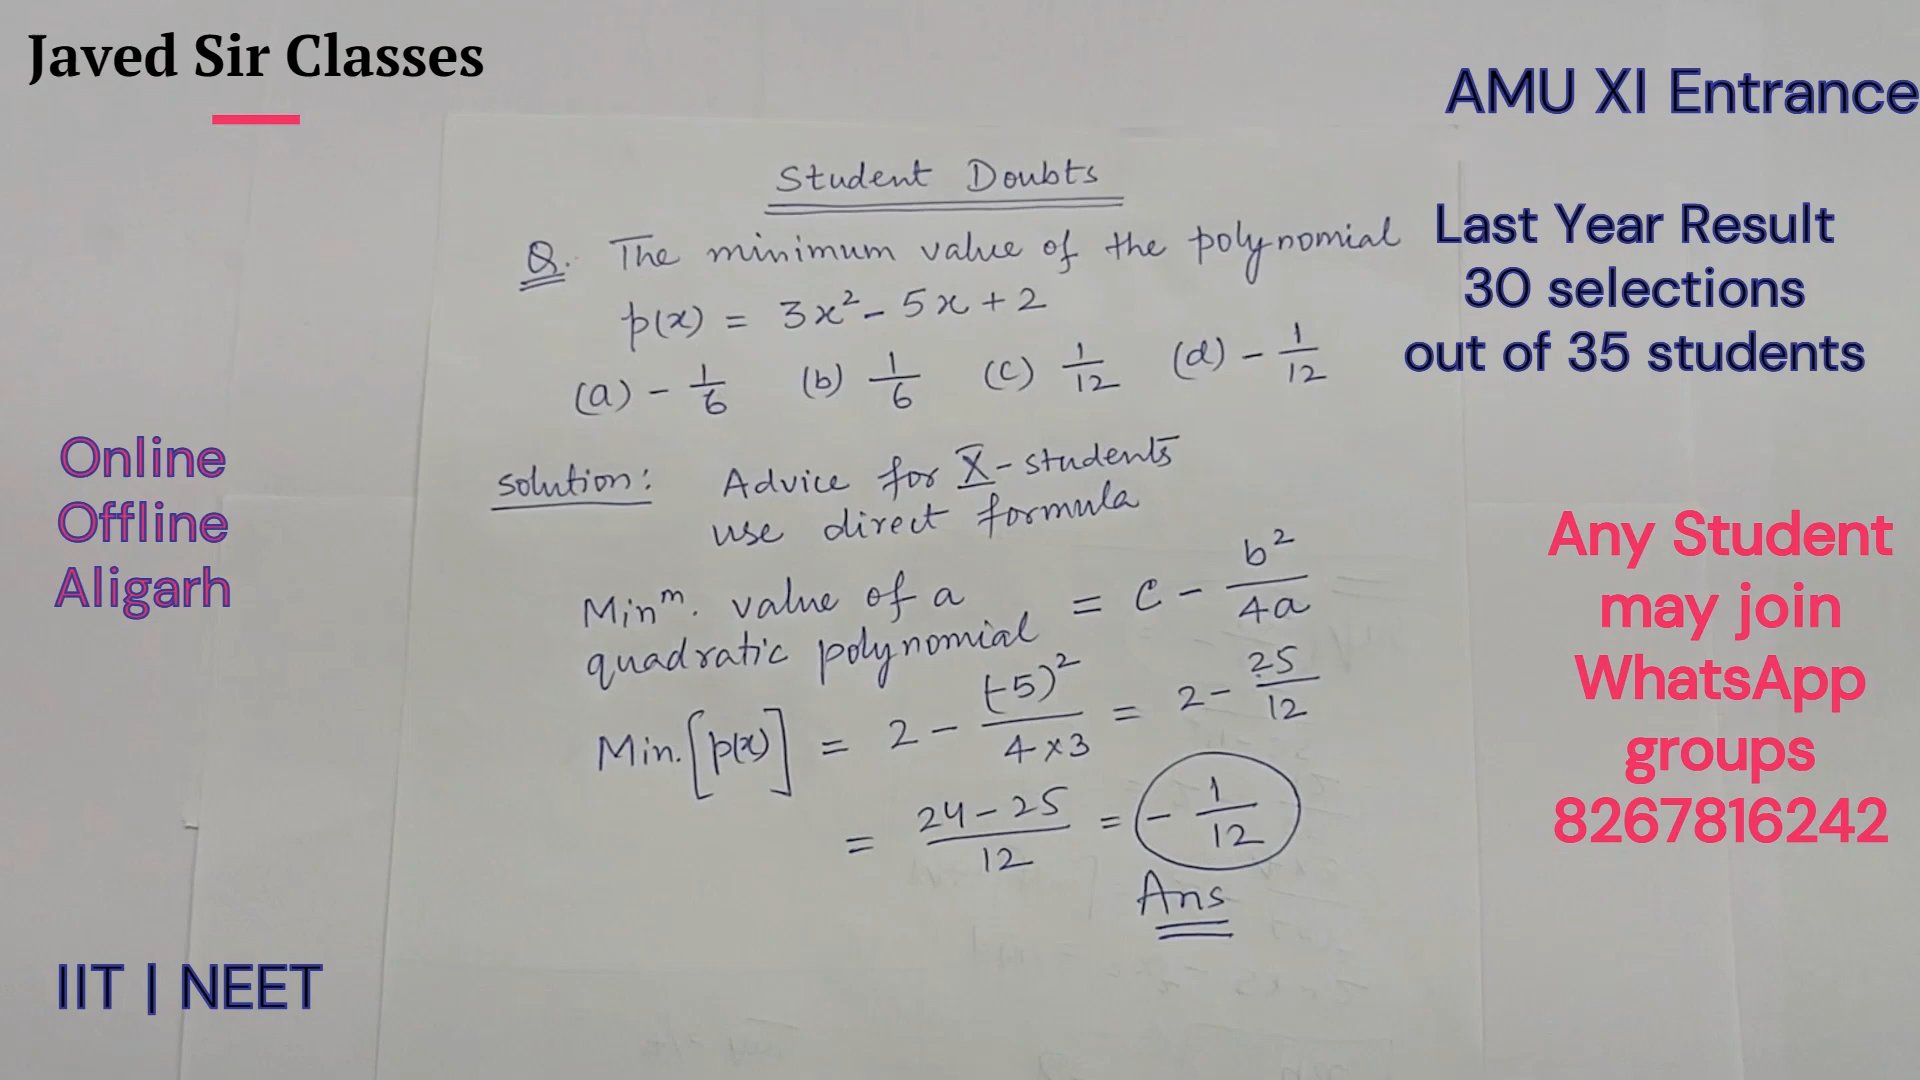 Javed Sir Classes
AMU XI Entrance
Last Year Result
30 selections
out of 35 students
Online
Offline
Aligarh
Any Student
may join
WhatsApp
groups
8267816242
IIT | NEET
Student Doubts
Q. The minimum value of the polynomial
p(x) = 3x² - 5x + 2
(a) - 1/6 (b) 1/6 (c) 1/12 (d) - 1/12
Solution: Advice for X - students
use direct formula
Minᵐ. value of a
quadratic polynomial = c - b²/4a
Min. [p(x)] = 2 - (-5)²/4×3 = 2 - 25/12
= 24-25/12 = - 1/12
Ans